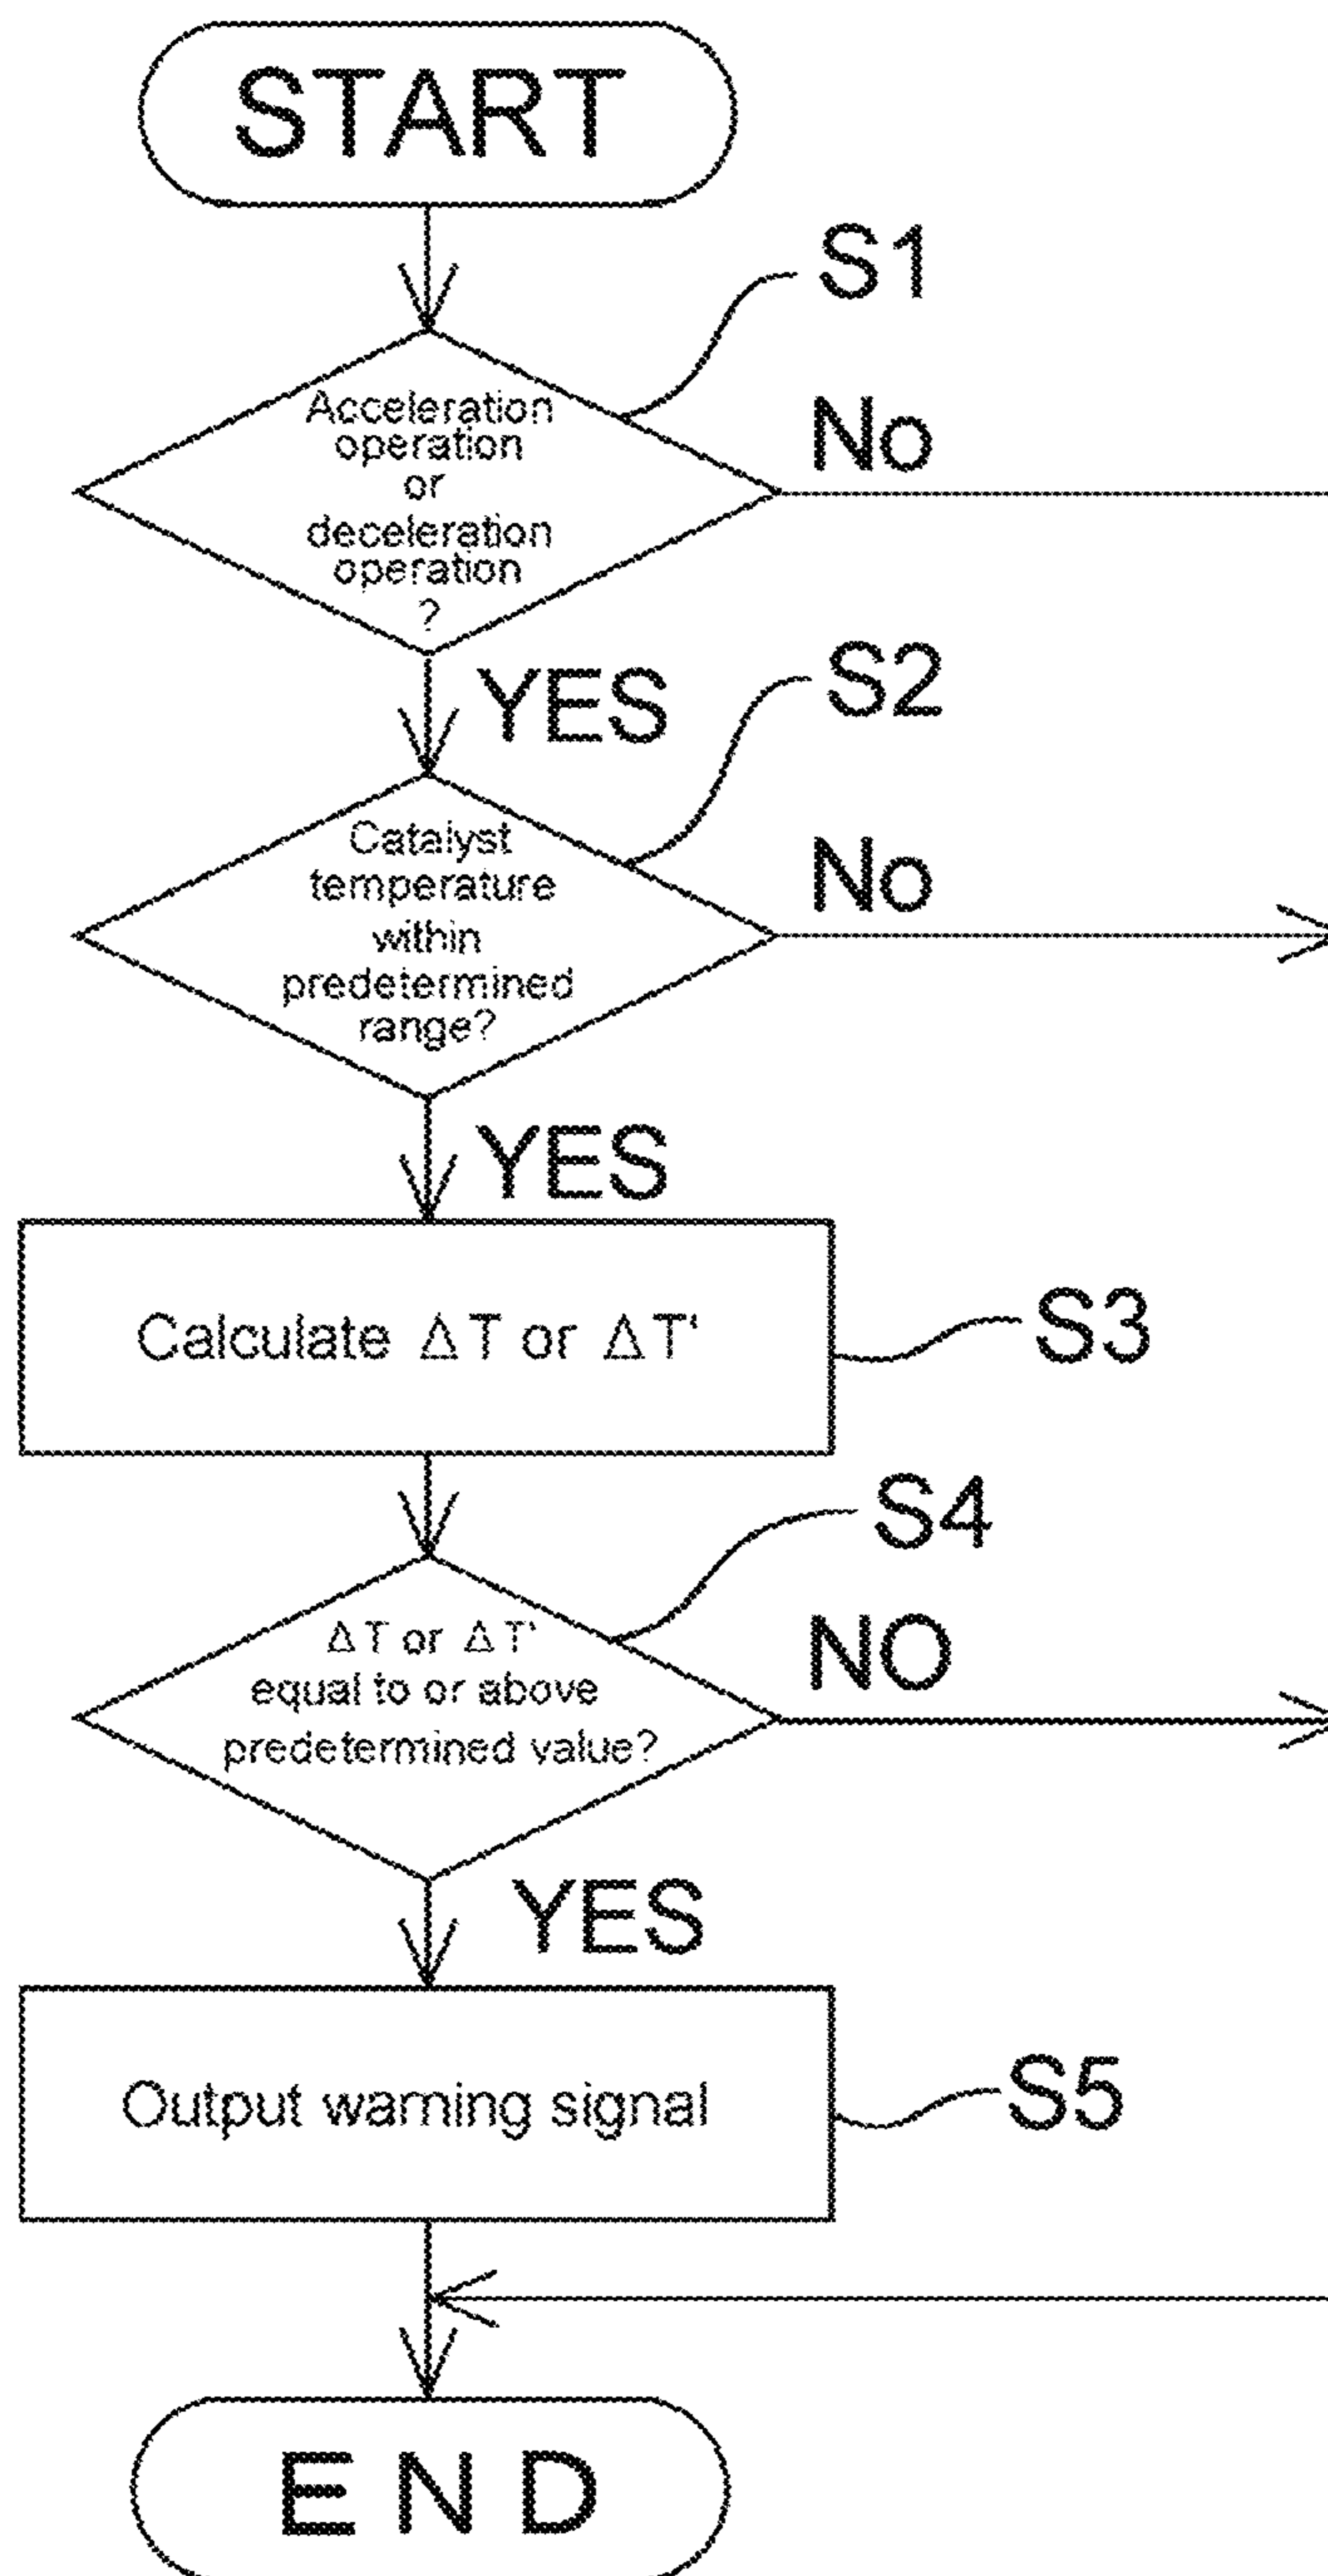 START
S1
Acceleration
operation
or
deceleration
operation
?
No
YES
S2
Catalyst
temperature
within
predetermined
range?
No
YES
Calculate ΔT or ΔT'
S3
S4
ΔT or ΔT'
equal to or above
predetermined value?
NO
YES
Output warning signal
S5
END